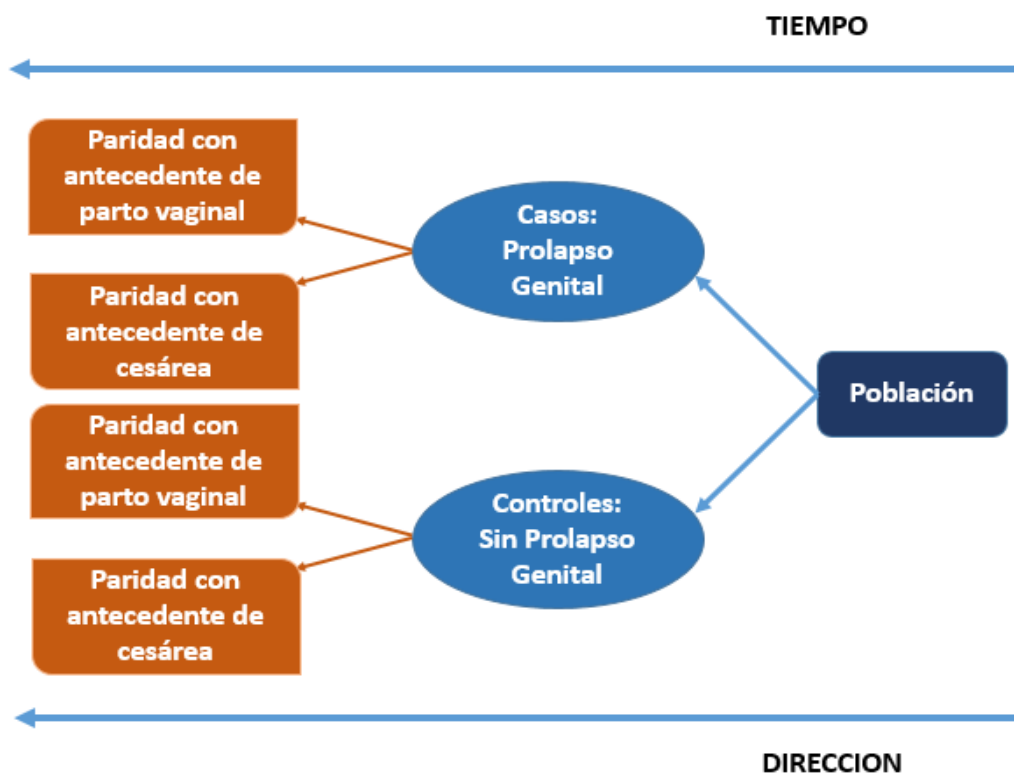 TIEMPO
Paridad con
antecedente de
parto vaginal
Paridad con
antecedente de
cesárea
Paridad con
antecedente de
parto vaginal
Paridad con
antecedente de
cesárea
Casos:
Prolapso
Genital
Controles:
Sin Prolapso
Genital
Población
DIRECCION